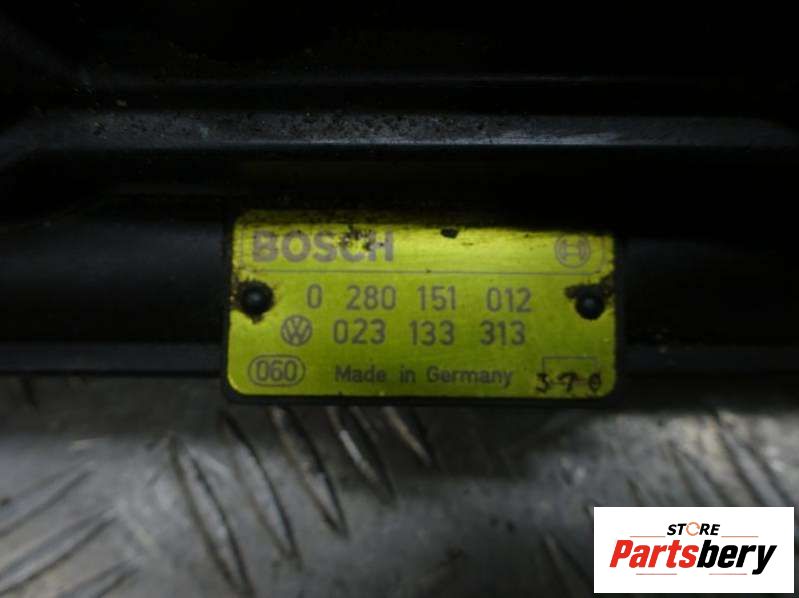 BOSCH
0 280 151 012
023 133 313
060 Made in Germany 370
STORE
Partsbery